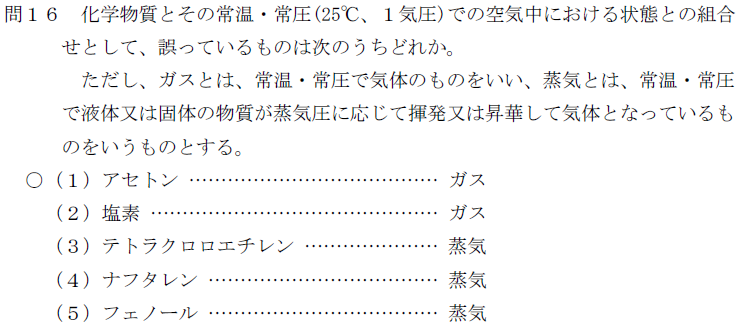 問１６　化学物質とその常温・常圧(25℃、１気圧)での空気中における状態との組合
せとして、誤っているものは次のうちどれか。
ただし、ガスとは、常温・常圧で気体のものをいい、蒸気とは、常温・常圧
で液体又は固体の物質が蒸気圧に応じて揮発又は昇華して気体となっているも
のをいうものとする。
○（１）アセトン ………………………………… ガス
（２）塩素 ……………………………………… ガス
（３）テトラクロロエチレン ………………… 蒸気
（４）ナフタレン ……………………………… 蒸気
（５）フェノール ……………………………… 蒸気